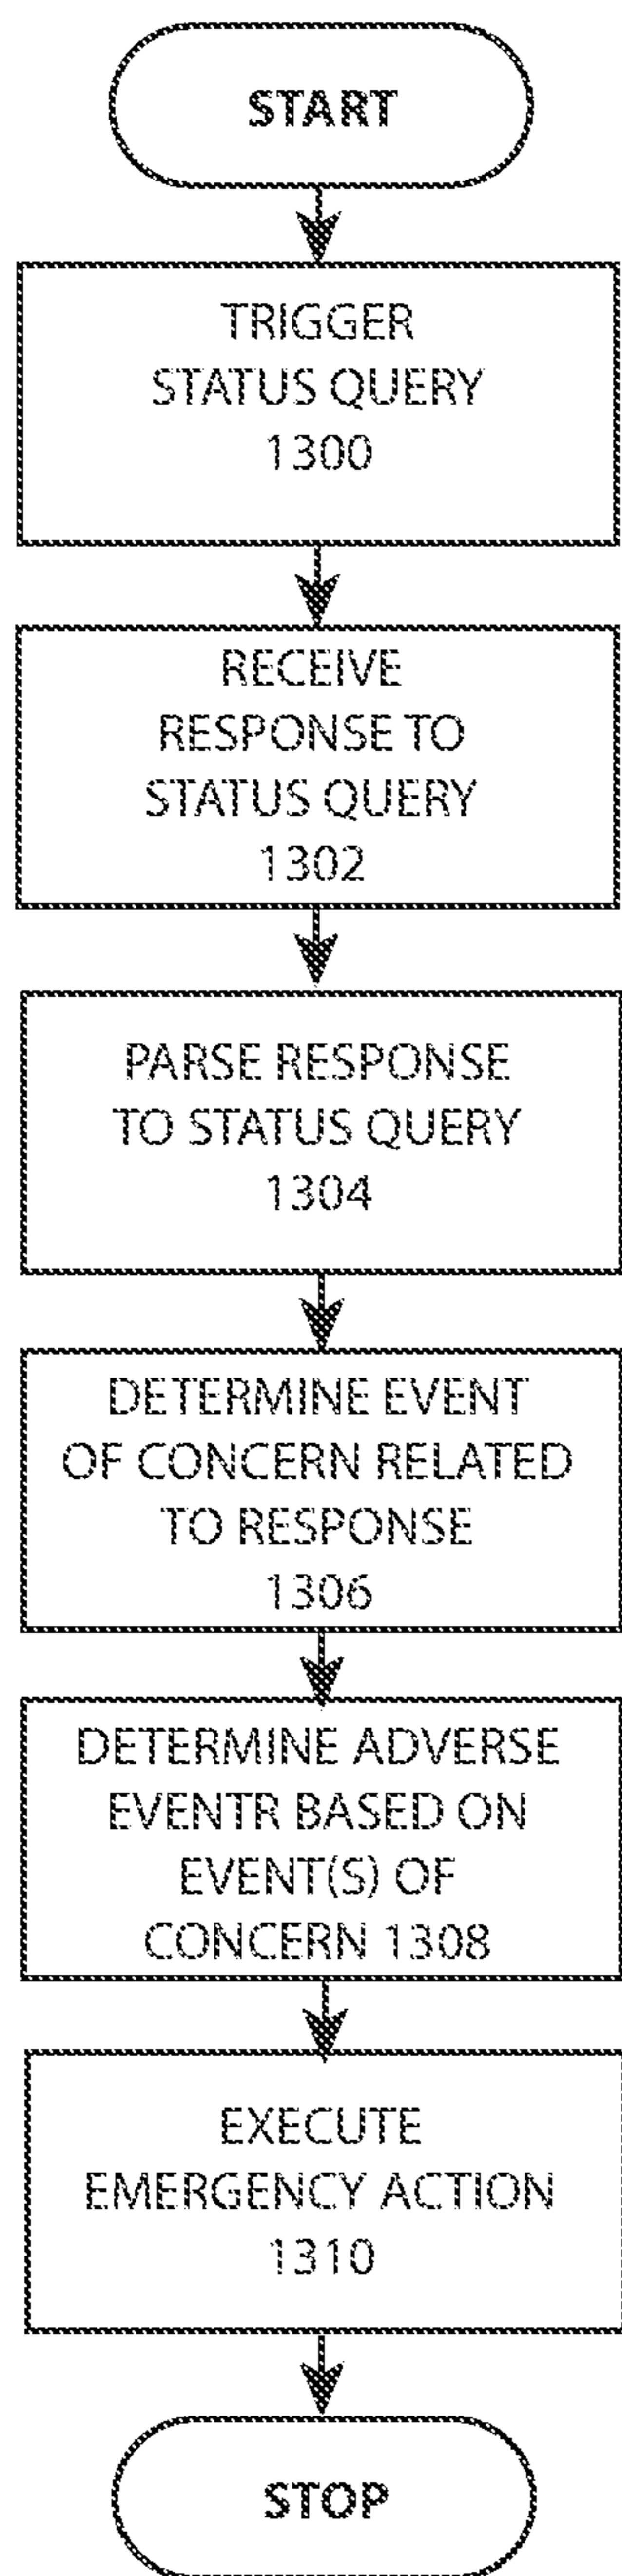 START
TRIGGER
STATUS QUERY
1300
RECEIVE
RESPONSE TO
STATUS QUERY
1302
PARSE RESPONSE
TO STATUS QUERY
1304
DETERMINE EVENT
OF CONCERN RELATED
TO RESPONSE
1306
DETERMINE ADVERSE
EVENTR BASED ON
EVENT(S) OF
CONCERN 1308
EXECUTE
EMERGENCY ACTION
1310
STOP